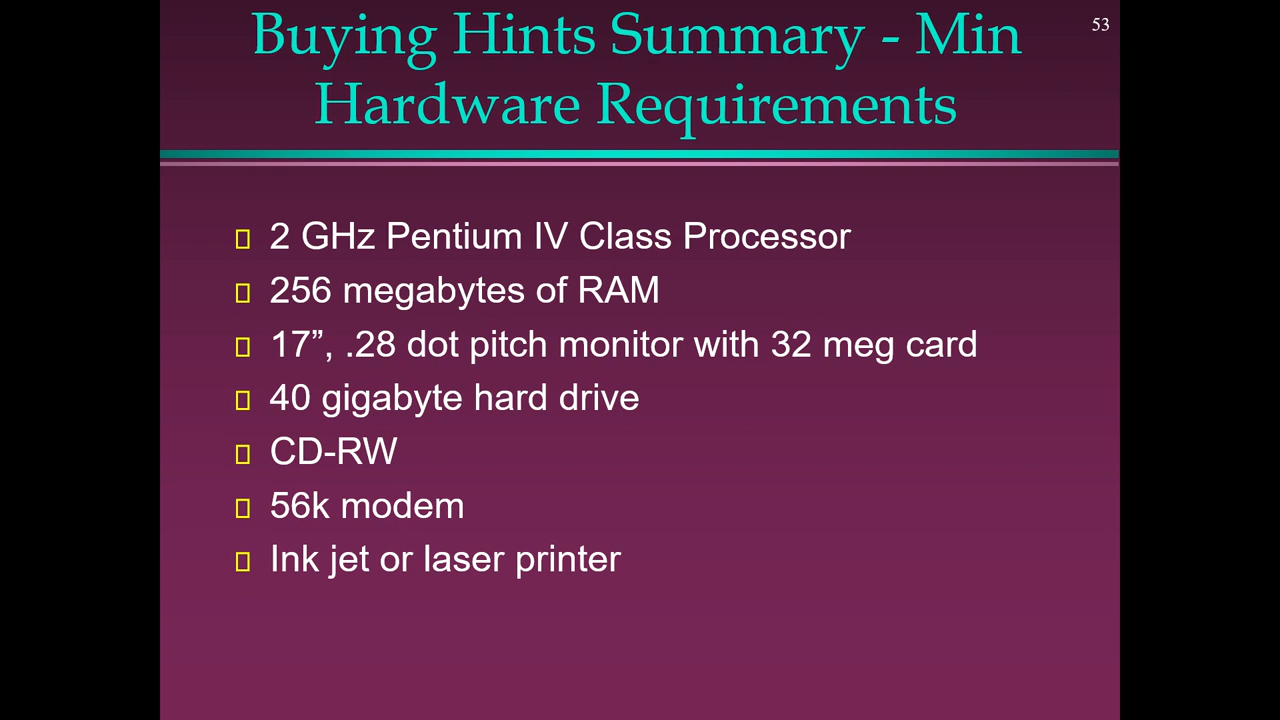 53
Buying Hints Summary - Min
Hardware Requirements
2 GHz Pentium IV Class Processor
256 megabytes of RAM
17”, .28 dot pitch monitor with 32 meg card
40 gigabyte hard drive
CD-RW
56k modem
Ink jet or laser printer